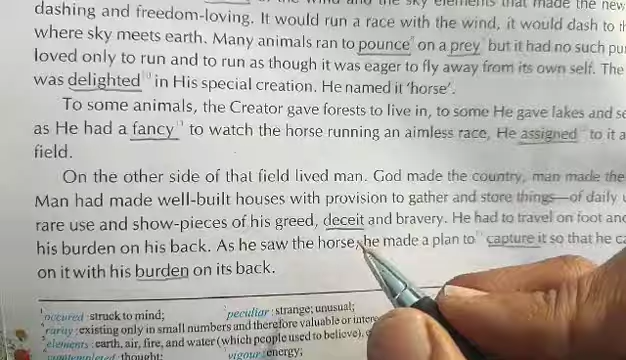 the sky elements that made the new
dashing and freedom-loving. It would run a race with the wind, it would dash to
where sky meets earth. Many animals ran to pounce on a prey but it had no such pu
loved only to run and to run as though it was eager to fly away from its own self. The
was delighted in His special creation. He named it 'horse'.
To some animals, the Creator gave forests to live in, to some He gave lakes and se
as He had a fancy to watch the horse running an aimless race, He assigned to it a
field.
On the other side of that field lived man. God made the country, man made the
Man had made well-built houses with provision to gather and store things—of daily u
rare use and show-pieces of his greed, deceit and bravery. He had to travel on foot and
his burden on his back. As he saw the horse, he made a plan to capture it so that he c
on it with his burden on its back.
occured : struck to mind; peculiar : strange; unusual;
rarity : existing only in small numbers and therefore valuable or
elements : earth, air, fire, and water (which people used to believe),
contemplated : thought; vigour : energy;